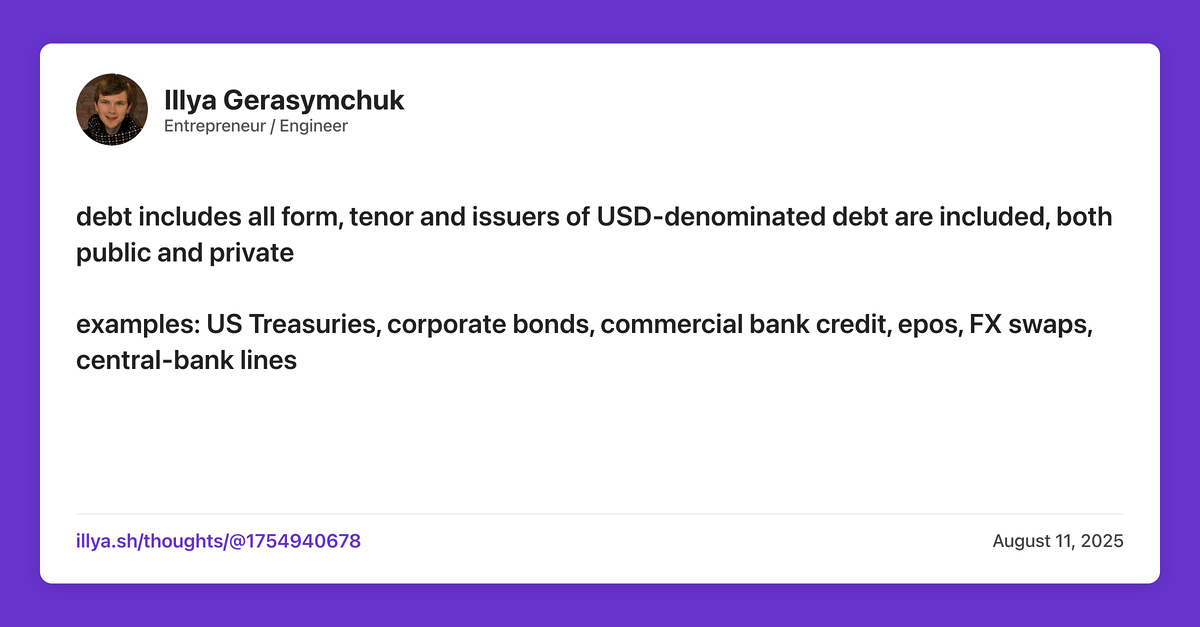 Illya Gerasymchuk
Entrepreneur / Engineer
debt includes all form, tenor and issuers of USD-denominated debt are included, both
public and private
examples: US Treasuries, corporate bonds, commercial bank credit, epos, FX swaps,
central-bank lines
illya.sh/thoughts/@1754940678
August 11, 2025